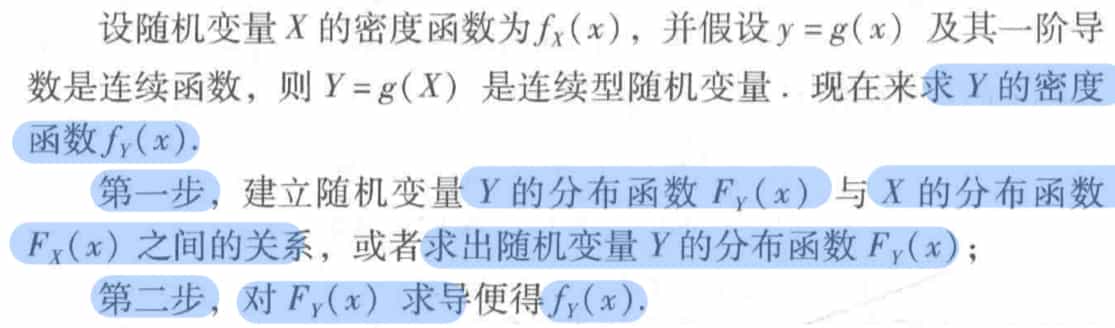 设随机变量 X 的密度函数为 f_X(x)，并假设 y = g(x) 及其一阶导
数是连续函数，则 Y = g(X) 是连续型随机变量．现在来求 Y 的密度
函数 f_Y(x).
第一步，建立随机变量 Y 的分布函数 F_Y(x) 与 X 的分布函数
F_X(x) 之间的关系，或者求出随机变量 Y 的分布函数 F_Y(x)；
第二步，对 F_Y(x) 求导便得 f_Y(x).